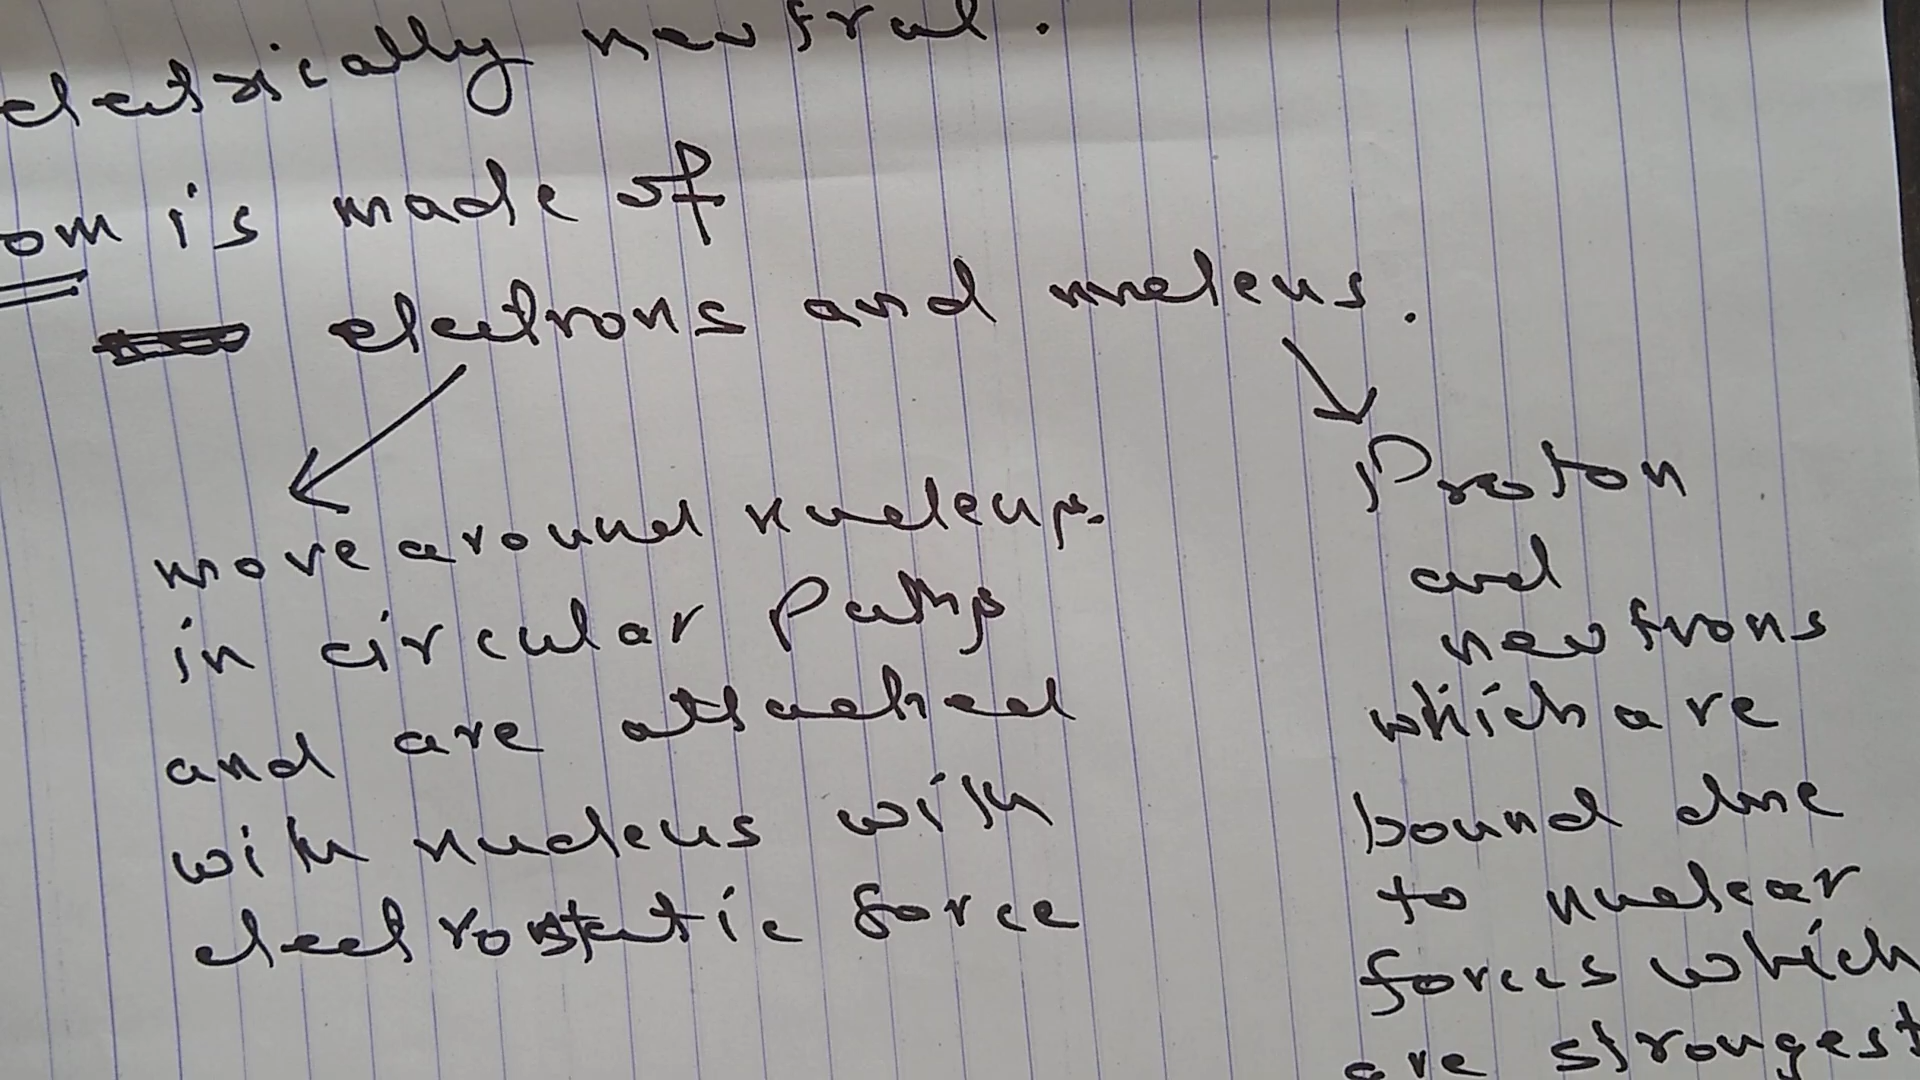 electrically neutral.
om is made of
electrons and nucleus.
move around nucleus
in circular paths
and are attached
with nucleus with
electrostatic force
Proton
and
neutrons
which are
bound due
to nuclear
forces which
are strongest